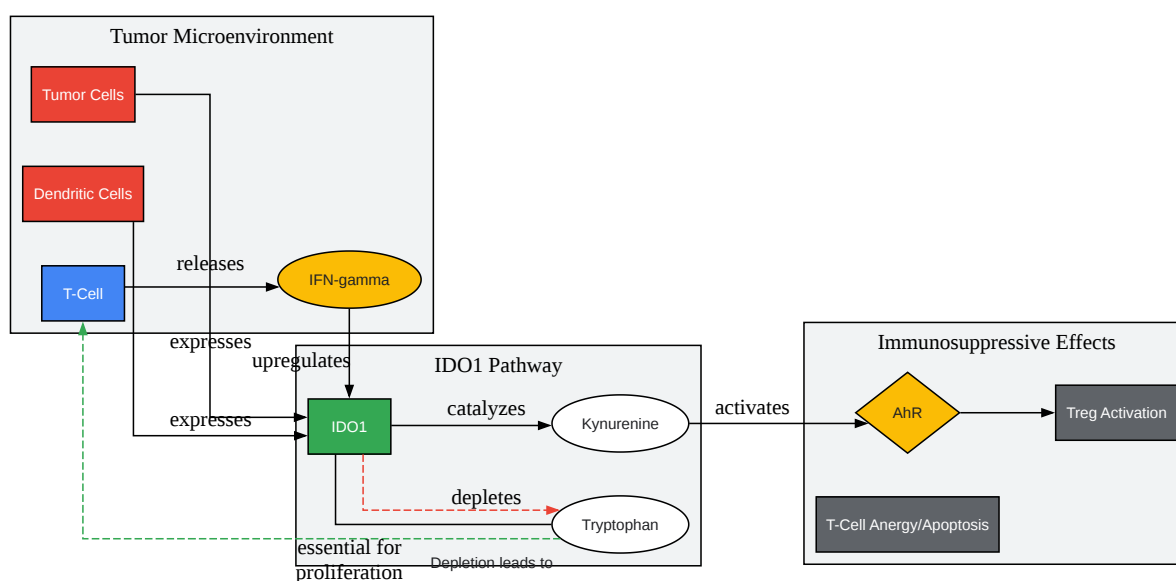 Tumor Microenvironment
Tumor Cells
Dendritic Cells
releases
IFN-gamma
T-Cell
expresses
upregulates
IDO1 Pathway
Immunosuppressive Effects
catalyzes
activates
AhR
Treg Activation
expresses
IDO1
Kynurenine
depletes
Tryptophan
T-Cell Anergy/Apoptosis
essential for
proliferation
Depletion leads to